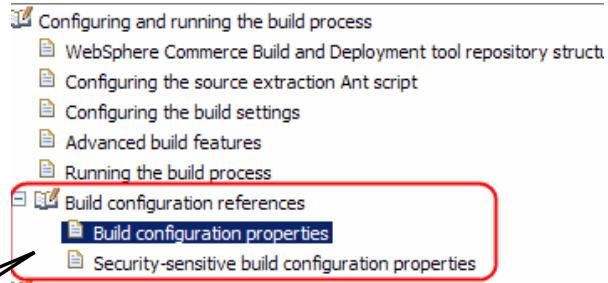 Configuring and running the build process
WebSphere Commerce Build and Deployment tool repository structu
Configuring the source extraction Ant script
Configuring the build settings
Advanced build features
Running the build process
Build configuration references
Build configuration properties
Security-sensitive build configuration properties